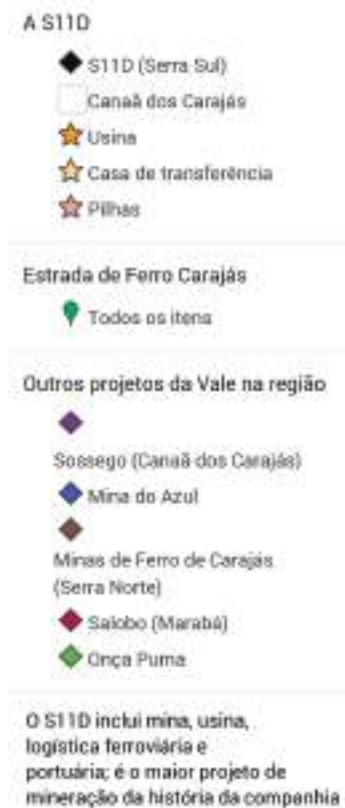 A S11D
S11D (Serra Sul)
Canaã dos Carajás
Usina
Casa de transferência
Pilhas
Estrada de Ferro Carajás
Todos os itens
Outros projetos da Vale na região
Sossego (Canaã dos Carajás)
Mina do Azul
Minas de Ferro de Carajás
(Serra Norte)
Salobo (Marabá)
Onça Puma
O S11D inclui mina, usina,
logística ferroviária e
portuária; é o maior projeto de
mineração da história da companhia